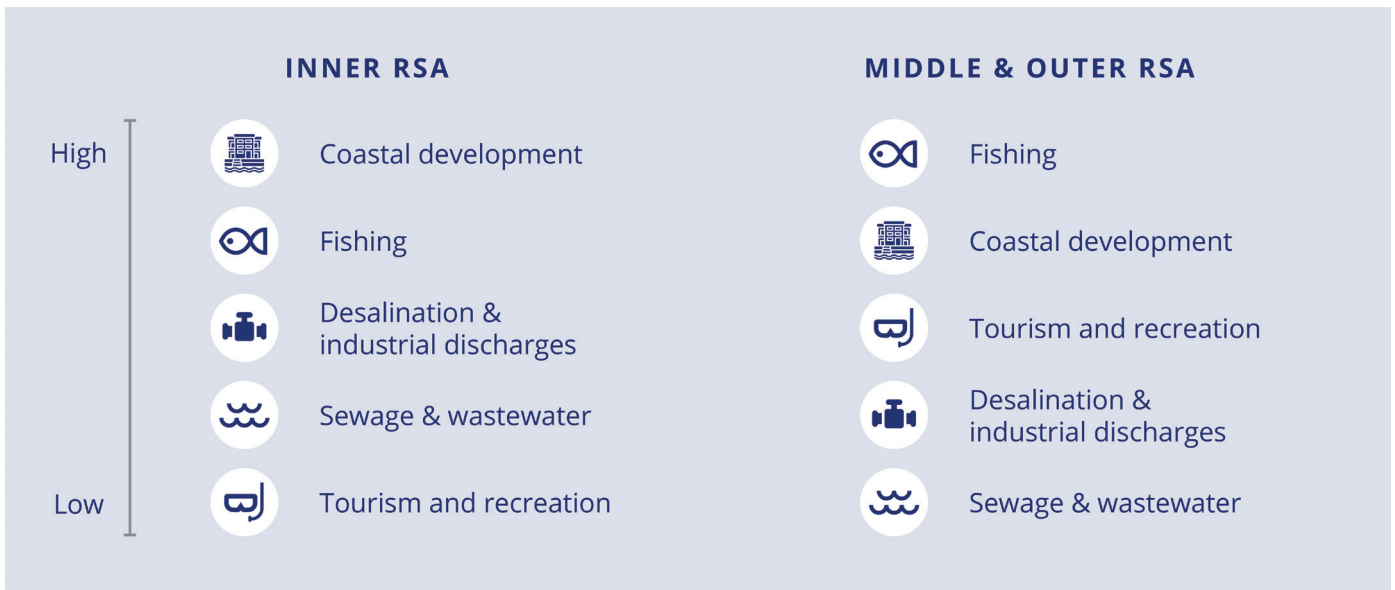 INNER RSA
High
Coastal development
Fishing
Desalination &
industrial discharges
Sewage & wastewater
Low
Tourism and recreation
MIDDLE & OUTER RSA
Fishing
Coastal development
Tourism and recreation
Desalination &
industrial discharges
Sewage & wastewater